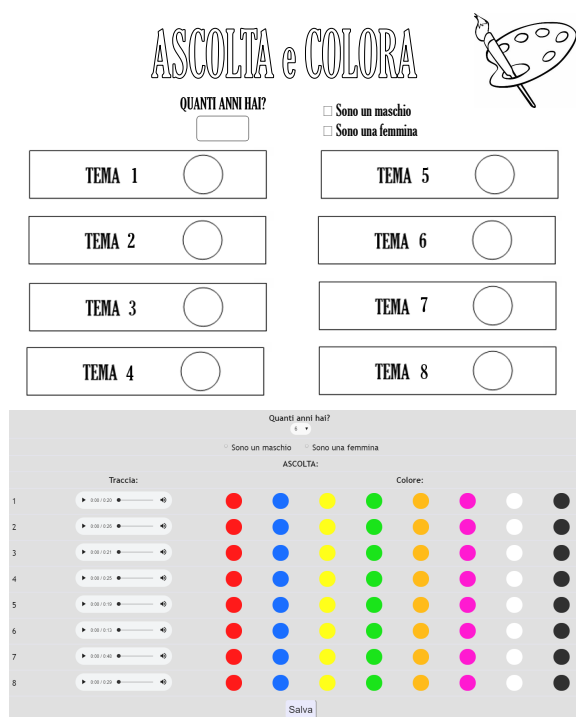 ASCOLTA e COLORA
QUANTI ANNI HAI?
Sono un maschio
Sono una femmina
TEMA 1
TEMA 2
TEMA 3
TEMA 4
TEMA 5
TEMA 6
TEMA 7
TEMA 8
Quanti anni hai?
6
Sono un maschio Sono una femmina
ASCOLTA:
Traccia: Colore:
1 0:00 / 0:20
2 0:00 / 0:26
3 0:00 / 0:21
4 0:00 / 0:25
5 0:00 / 0:19
6 0:00 / 0:13
7 0:00 / 0:48
8 0:00 / 0:29
Salva